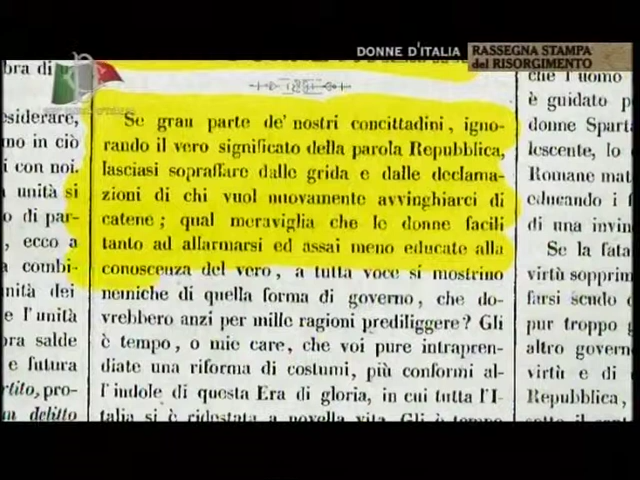 DONNE D'ITALIA
RASSEGNA STAMPA
del RISORGIMENTO
bra di u
esiderare,
no in ciò
i con noi.
unità si
o di par-
, ecco a
combi-
nità dei
e l'unità
ora salde
e futura
rtito, pro-
m delitto
Se gran parte de' nostri concittadini, igno-
rando il vero significato della parola Repubblica,
lasciasi sopraffare dalle grida e dalle declama-
zioni di chi vuol nuovamente avvinghiarci di
catene; qual meraviglia che le donne facili
tanto ad allarmarsi ed assai meno educate alla
conoscenza del vero, a tutta voce si mostrino
nemiche di quella forma di governo, che do-
vrebbero anzi per mille ragioni prediliggere? Gli
è tempo, o mie care, che voi pure intrapren-
diate una riforma di costumi, più conformi al-
l'indole di questa Era di gloria, in cui tutta l'I-
talia si è ridestata a novella vita. Gli è tempo
che l'uomo
è guidato p
donne Spart
lescente, lo
Romane mat
educando i f
di una invin
Se la fata
virtù sopprim
farsi scudo
pur troppo g
altro govern
virtù e di
Repubblica,
sotto il con